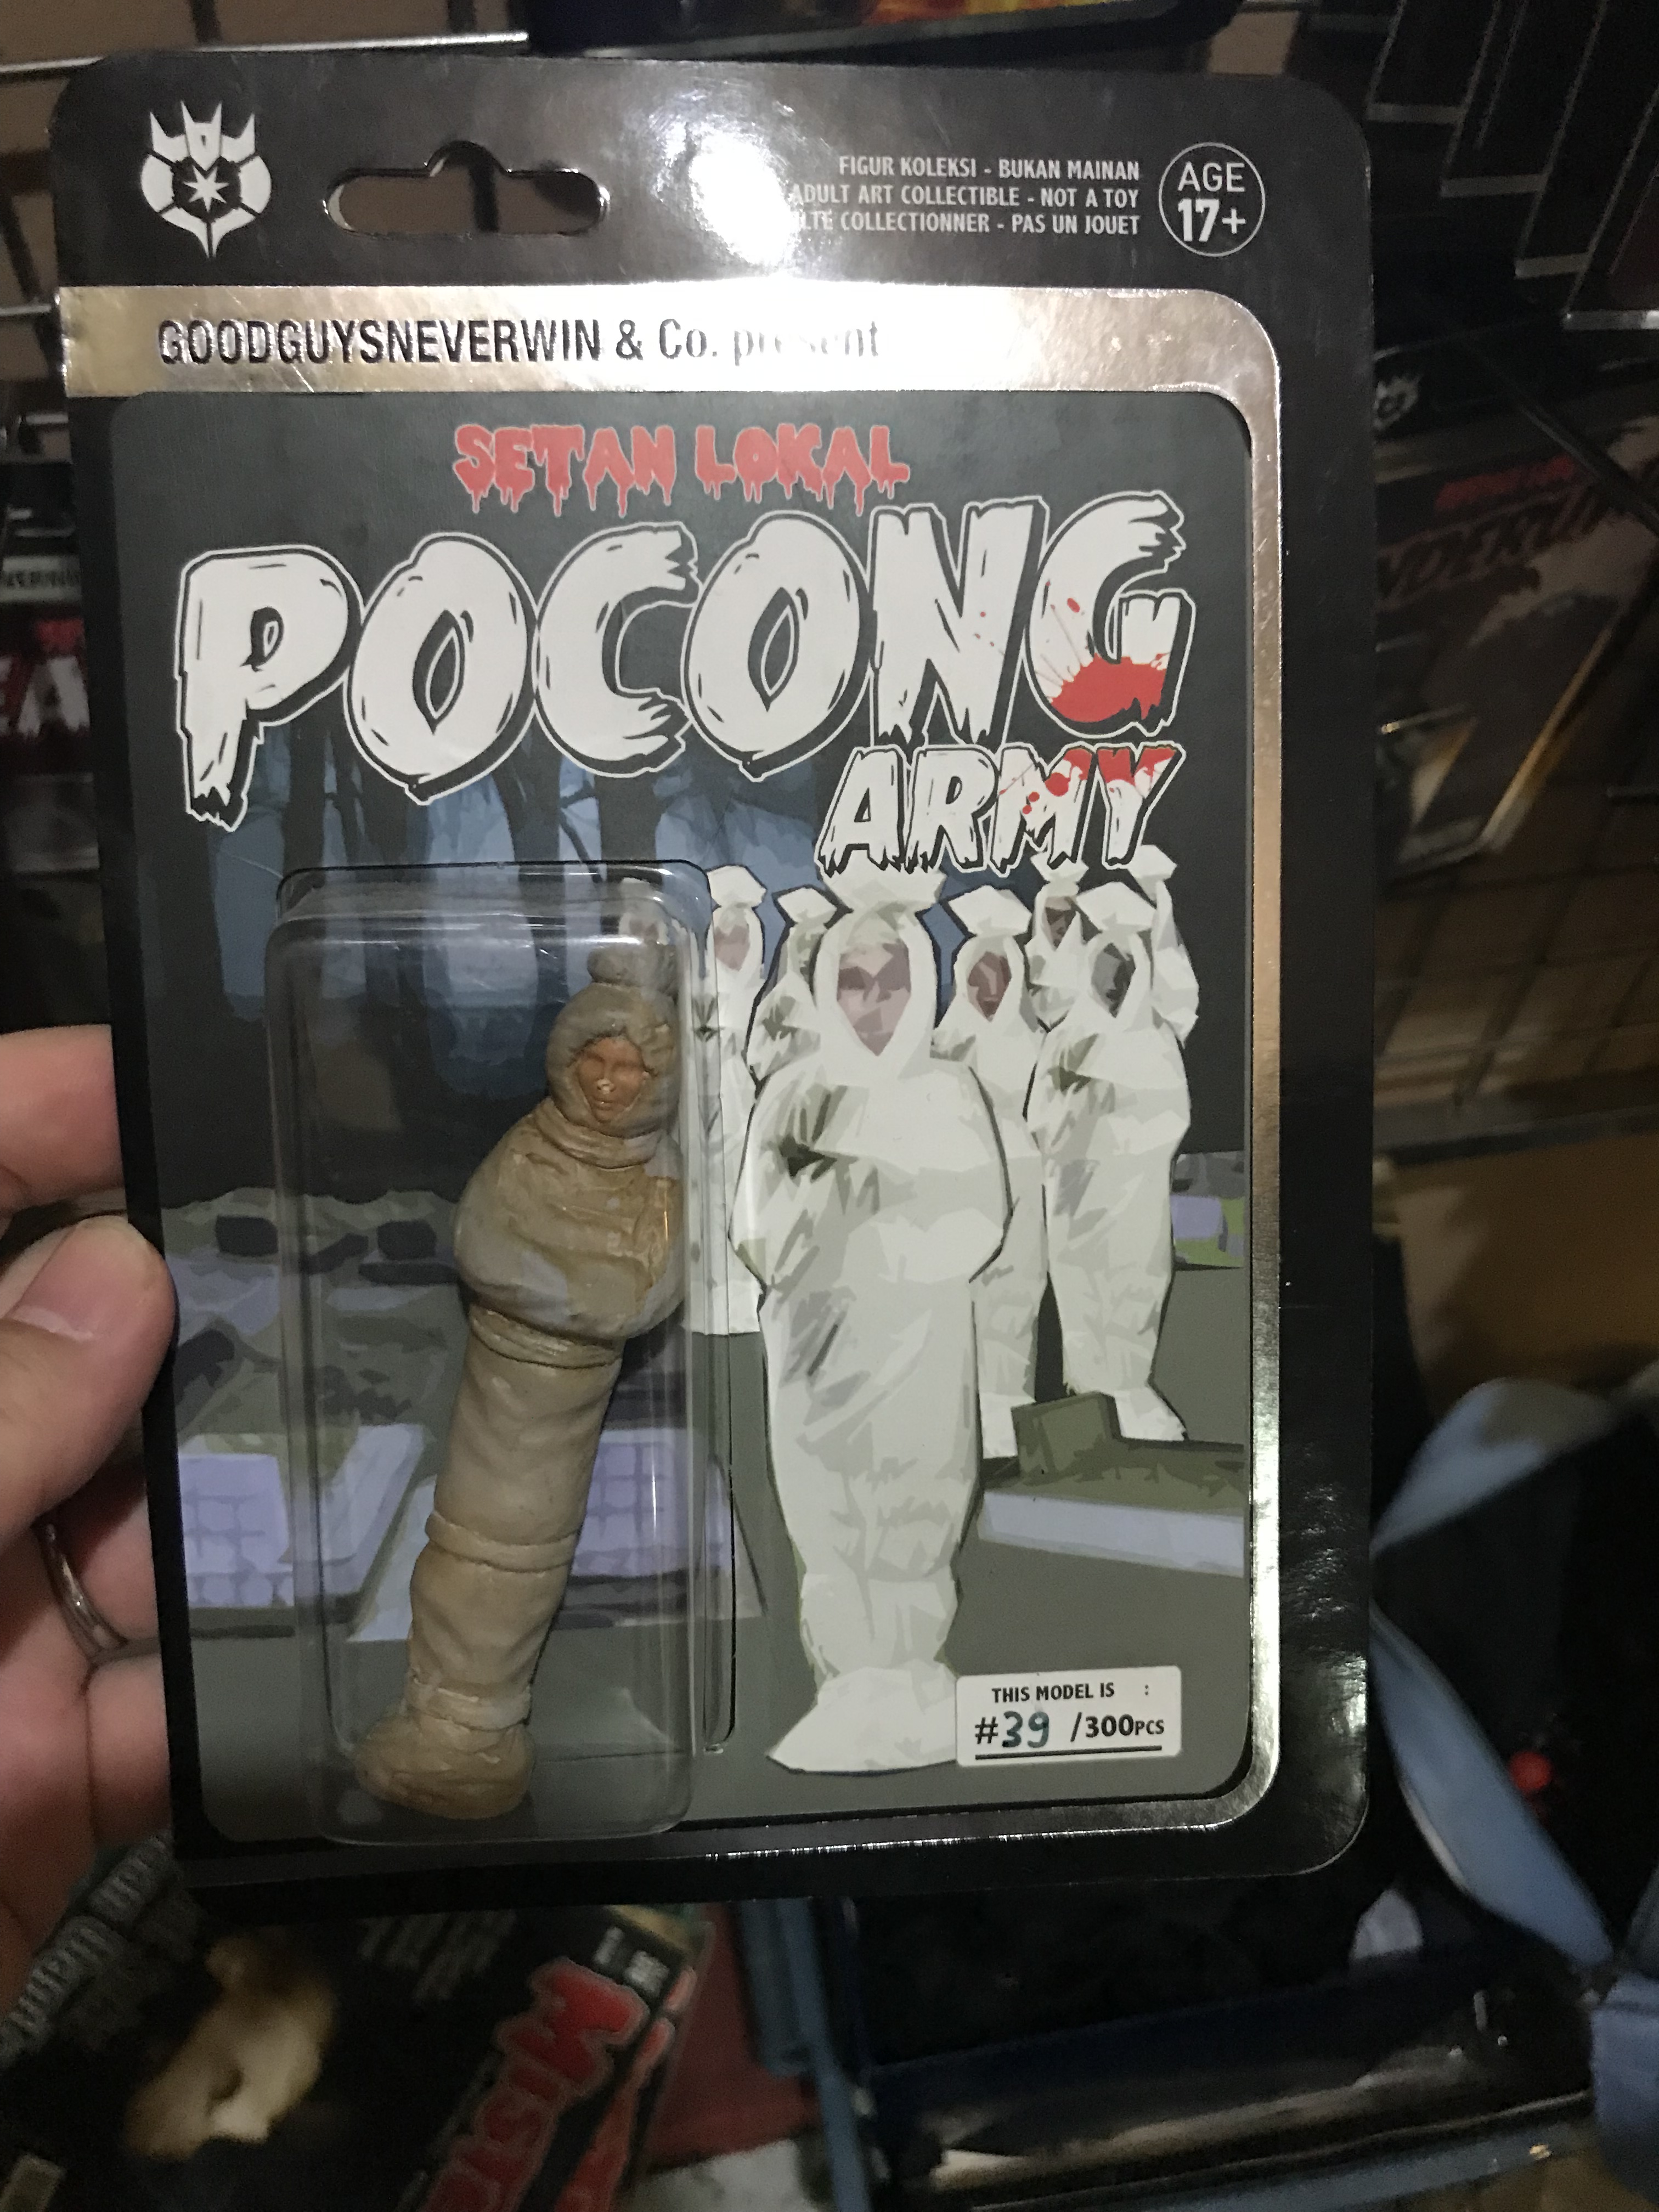 FIGUR KOLEKSI - BUKAN MAINAN
ADULT ART COLLECTIBLE - NOT A TOY
COLLECTIONNER - PAS UN JOUET
AGE
17+
GOODGUYSNEVERWIN & Co. present
SETAN LOKAL
POCONG
ARMY
THIS MODEL IS :
#39 /300PCS